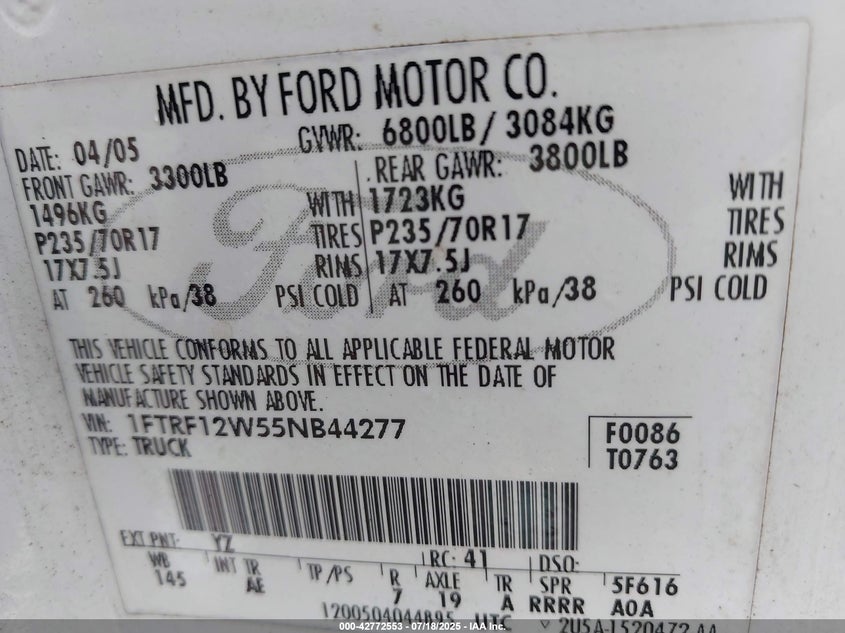 MFD. BY FORD MOTOR CO.
DATE: 04/05 GVWR: 6800LB / 3084KG
FRONT GAWR: 3300LB REAR GAWR: 3800LB
1496KG WITH 1723KG WITH
P235/70R17 TIRES P235/70R17 TIRES
17X7.5J RIMS 17X7.5J RIMS
AT 260 kPa/38 PSI COLD AT 260 kPa/38 PSI COLD
Ford
THIS VEHICLE CONFORMS TO ALL APPLICABLE FEDERAL MOTOR
VEHICLE SAFETY STANDARDS IN EFFECT ON THE DATE OF
MANUFACTURE SHOWN ABOVE.
VIN: 1FTRF12W55NB44277 F0086
TYPE: TRUCK T0763
EXT PNT: YZ RC: 41 DSO:
WB INT TR TP/PS R AXLE TR SPR 5F616
145 AE 7 19 A RRRR A0A
1200504044895 UTC
000-42772553 07/18/2025 IAA Inc.